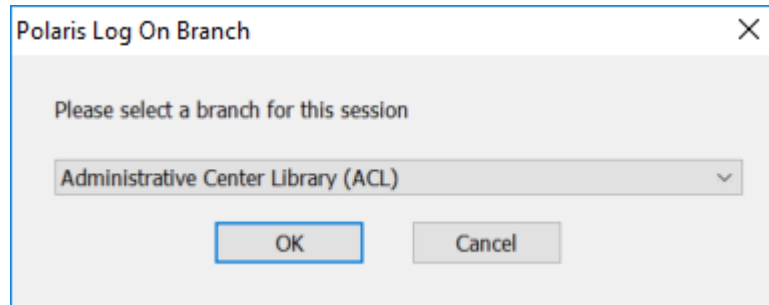 Polaris Log On Branch
Please select a branch for this session
Administrative Center Library (ACL)
OK
Cancel